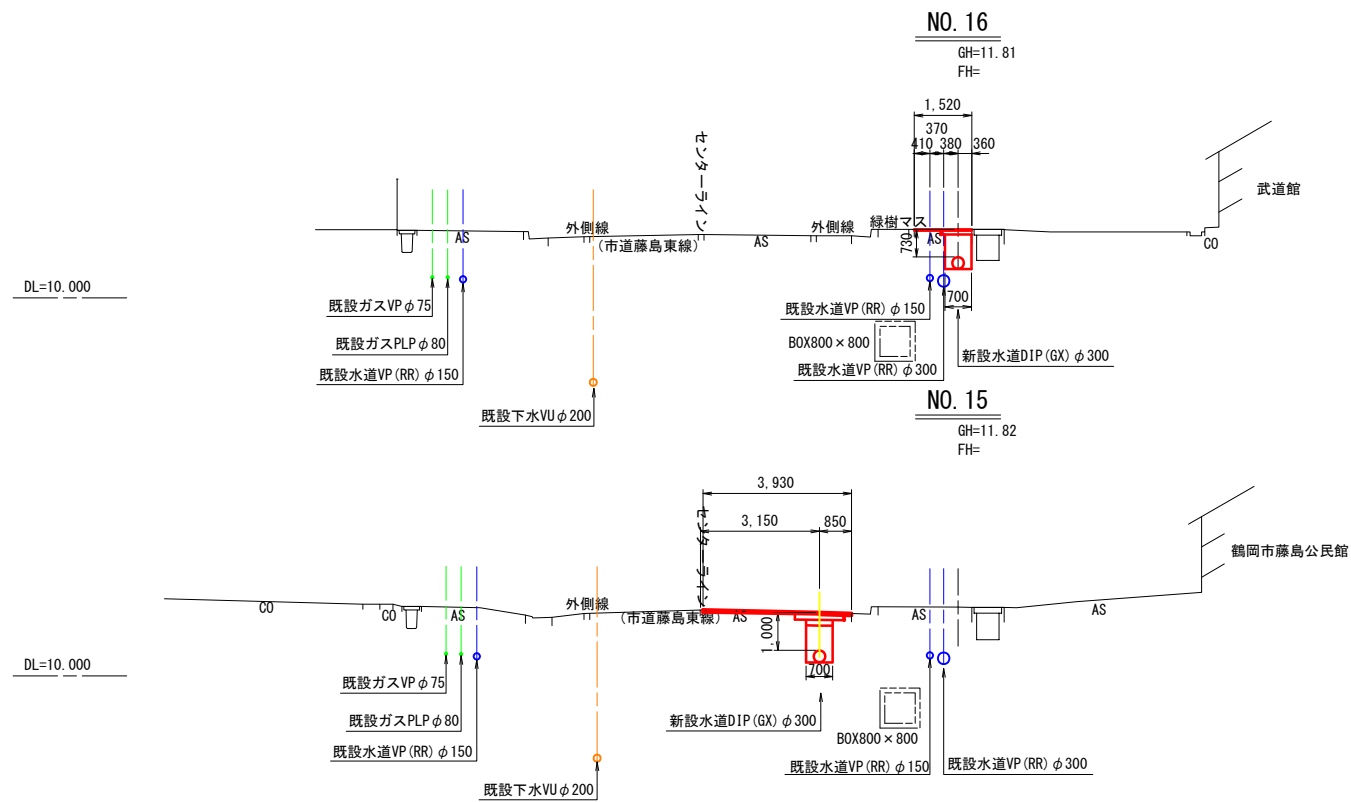 NO. 16
GH=11.81
FH=
1,520
370
410 380 360
センターライン
武道館
緑樹マス
外側線
外側線
AS
(市道藤島東線)
AS
AS
CO
730
DL=10.000
700
既設ガスVPφ75
既設水道VP(RR)φ150
既設ガスPLPφ80
BOX800×800
新設水道DIP(GX)φ300
既設水道VP(RR)φ150
既設水道VP(RR)φ300
既設下水VUφ200
NO. 15
GH=11.82
FH=
3,930
3,150
850
センターライン
鶴岡市藤島公民館
外側線
CO
CO
AS
(市道藤島東線)
AS
AS
1,000
DL=10.000
700
既設ガスVPφ75
既設ガスPLPφ80
新設水道DIP(GX)φ300
BOX800×800
既設水道VP(RR)φ150
既設水道VP(RR)φ150
既設水道VP(RR)φ300
既設下水VUφ200